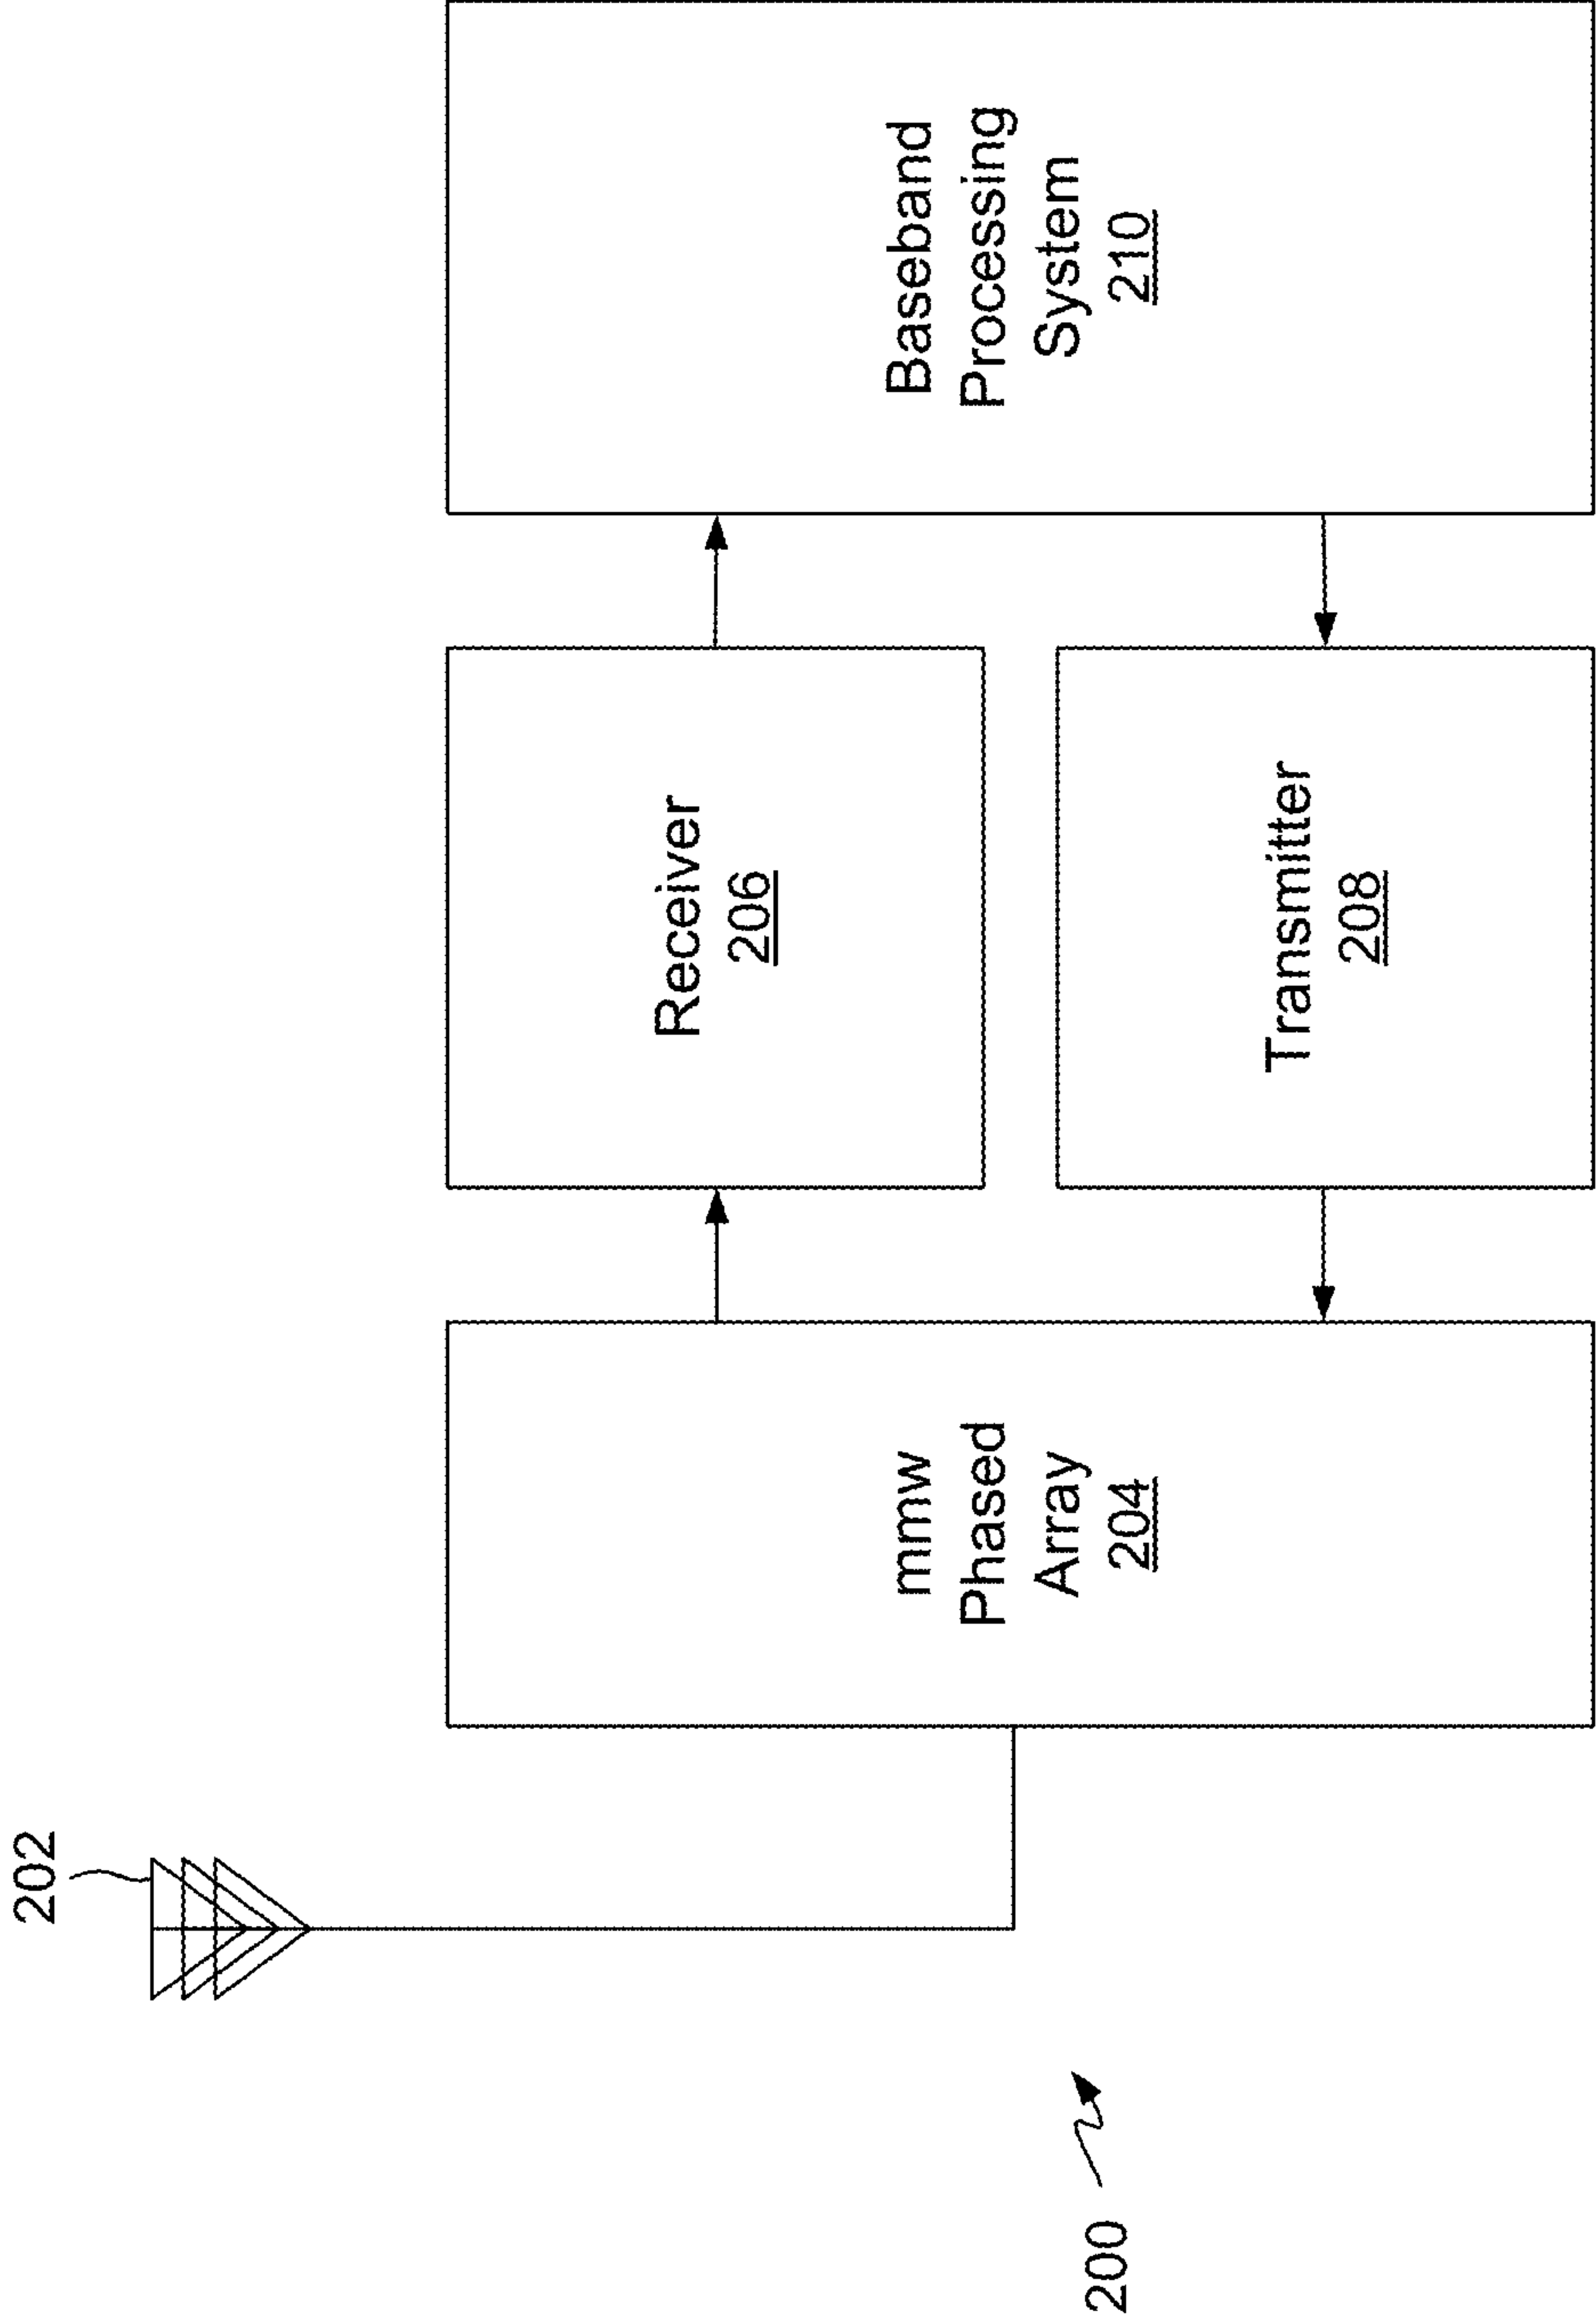 202
mmw
Phased
Array
204
Receiver
206
Transmitter
208
Baseband
Processing
System
210
200